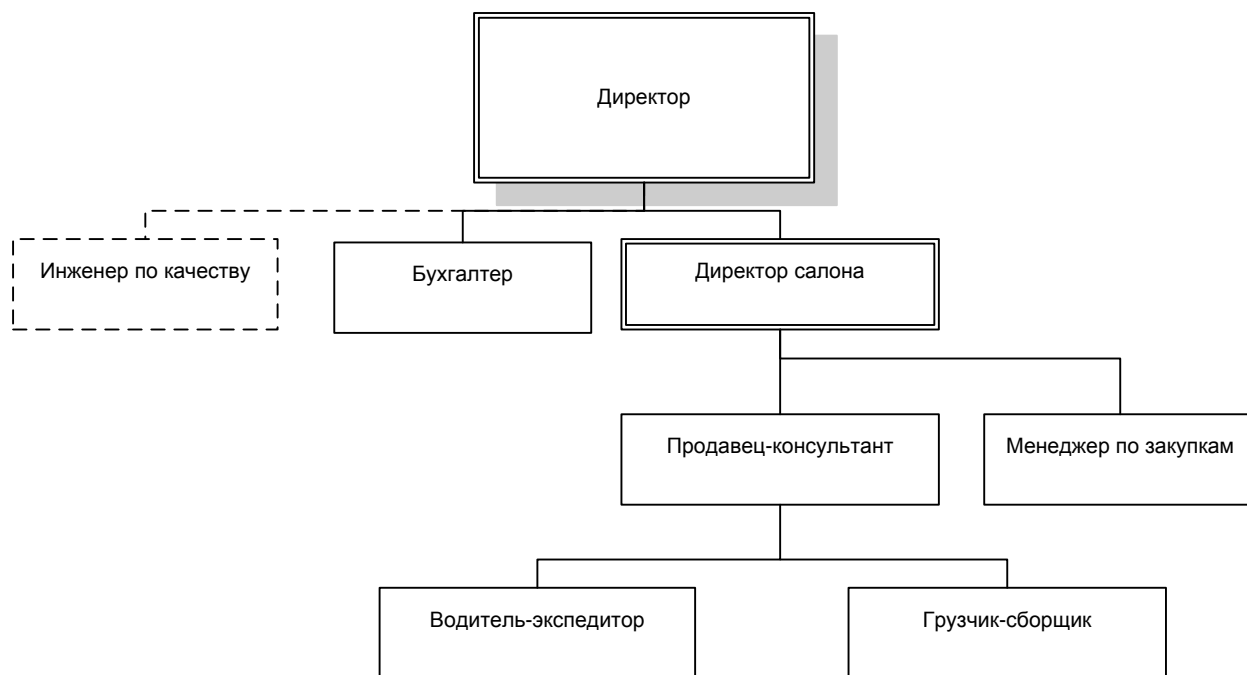 Директор
Инженер по качеству
Бухгалтер
Директор салона
Продавец-консультант
Менеджер по закупкам
Водитель-экспедитор
Грузчик-сборщик